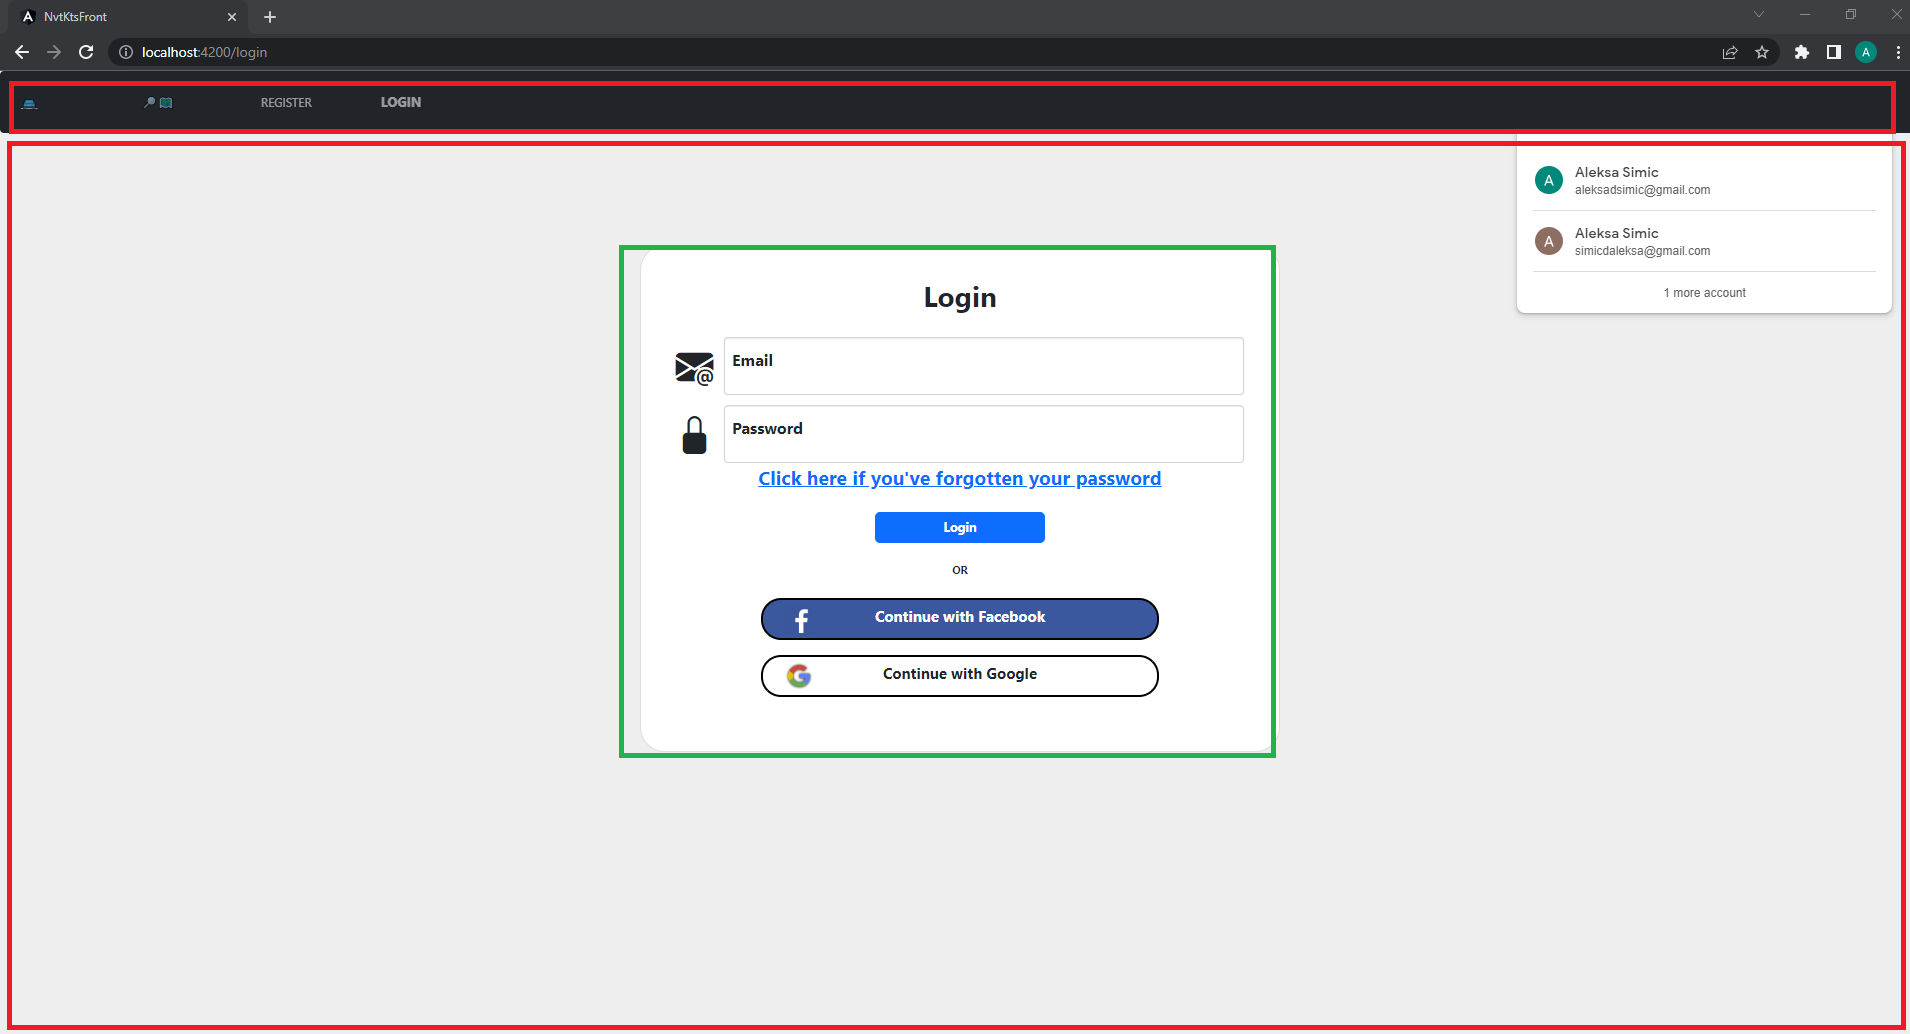 NvtKtsFront
localhost:4200/login
A
REGISTER
LOGIN
A
Aleksa Simic
aleksadsimic@gmail.com
A
Aleksa Simic
simicdaleksa@gmail.com
1 more account
Login
Email
Password
Click here if you've forgotten your password
Login
OR
Continue with Facebook
Continue with Google